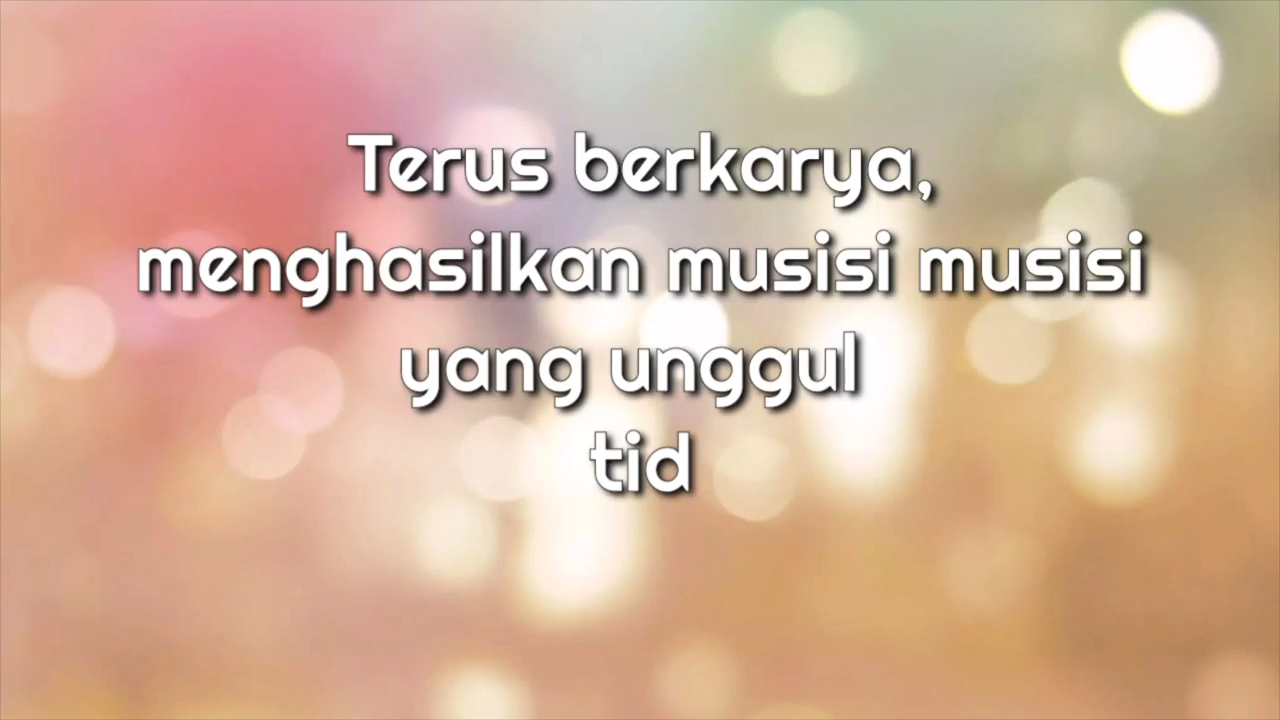 Terus berkarya,
menghasilkan musisi musisi
yang unggul
tid